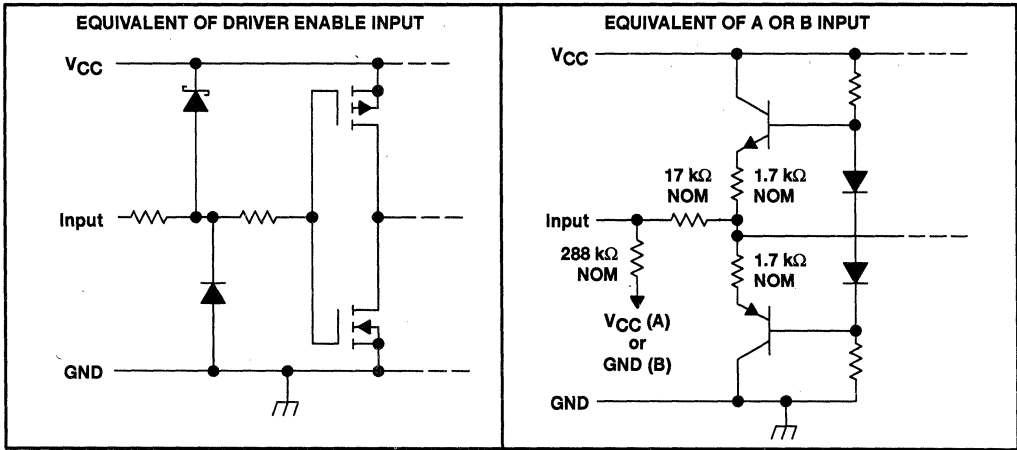 EQUIVALENT OF DRIVER ENABLE INPUT
VCC
Input
GND
EQUIVALENT OF A OR B INPUT
VCC
17 kΩ
NOM
1.7 kΩ
NOM
Input
288 kΩ
NOM
1.7 kΩ
NOM
VCC (A)
or
GND (B)
GND